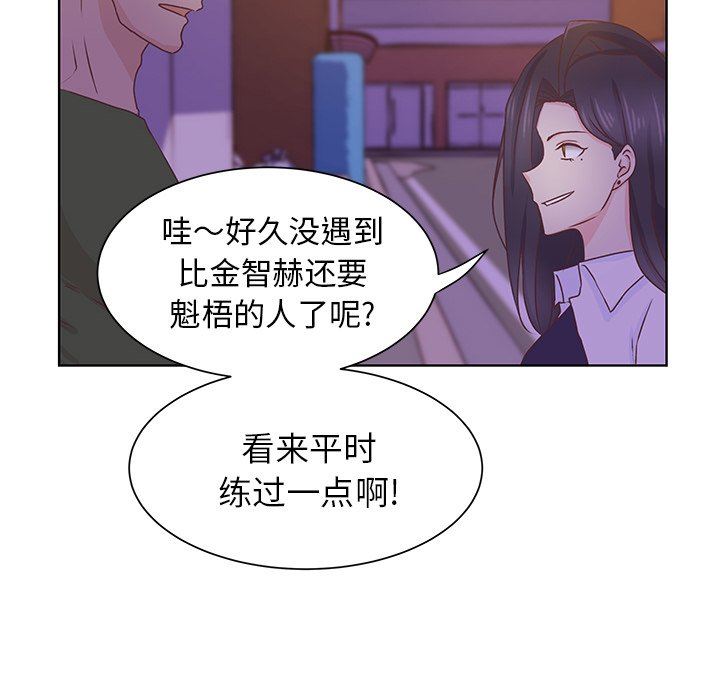 哇～好久没遇到
比金智赫还要
魁梧的人了呢?
看来平时
练过一点啊!